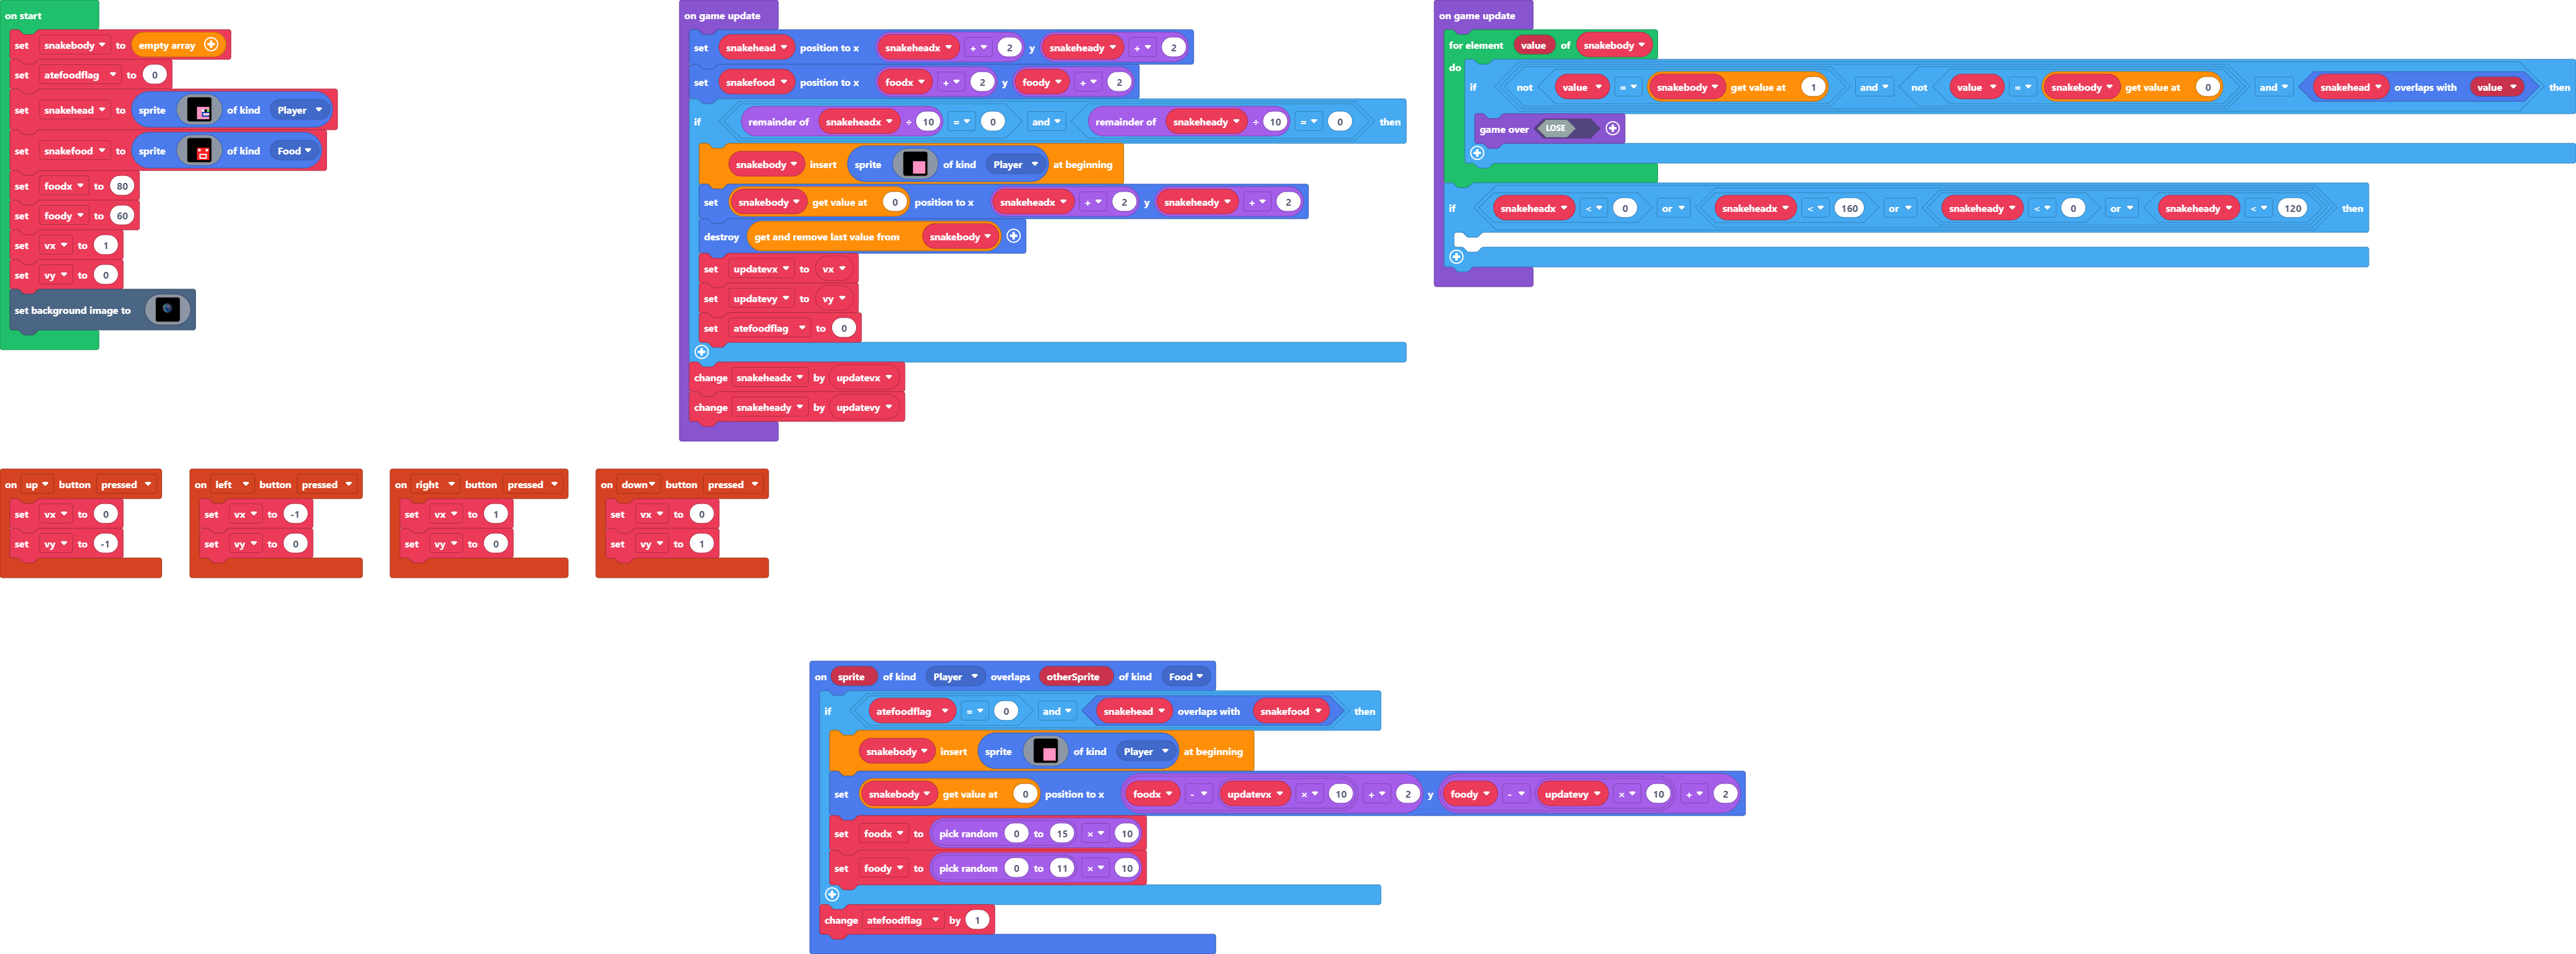 on start
set snakebody to empty array
set atefoodflag to 0
set snakehead to sprite of kind Player
set snakefood to sprite of kind Food
set foodx to 80
set foody to 60
set vx to 1
set vy to 0
set background image to
on game update
set snakehead position to x snakeheadx + 2 y snakeheady + 2
set snakefood position to x foodx + 2 y foody + 2
if remainder of snakeheadx ÷ 10 = 0 and remainder of snakeheady ÷ 10 = 0 then
snakebody insert sprite of kind Player at beginning
set snakebody get value at 0 position to x snakeheadx + 2 y snakeheady + 2
destroy get and remove last value from snakebody
set updatevx to vx
set updatevy to vy
set atefoodflag to 0
change snakeheadx by updatevx
change snakeheady by updatevy
on game update
for element value of snakebody
do
if not value = snakebody get value at 1 and not value = snakebody get value at 0 and snakehead overlaps with value then
game over LOSE
if snakeheadx < 0 or snakeheadx < 160 or snakeheady < 0 or snakeheady < 120 then
on up button pressed
set vx to 0
set vy to -1
on left button pressed
set vx to -1
set vy to 0
on right button pressed
set vx to 1
set vy to 0
on down button pressed
set vx to 0
set vy to 1
on sprite of kind Player overlaps otherSprite of kind Food
if atefoodflag = 0 and snakehead overlaps with snakefood then
snakebody insert sprite of kind Player at beginning
set snakebody get value at 0 position to x foodx - updatevx × 10 + 2 y foody - updatevy × 10 + 2
set foodx to pick random 0 to 15 × 10
set foody to pick random 0 to 11 × 10
change atefoodflag by 1